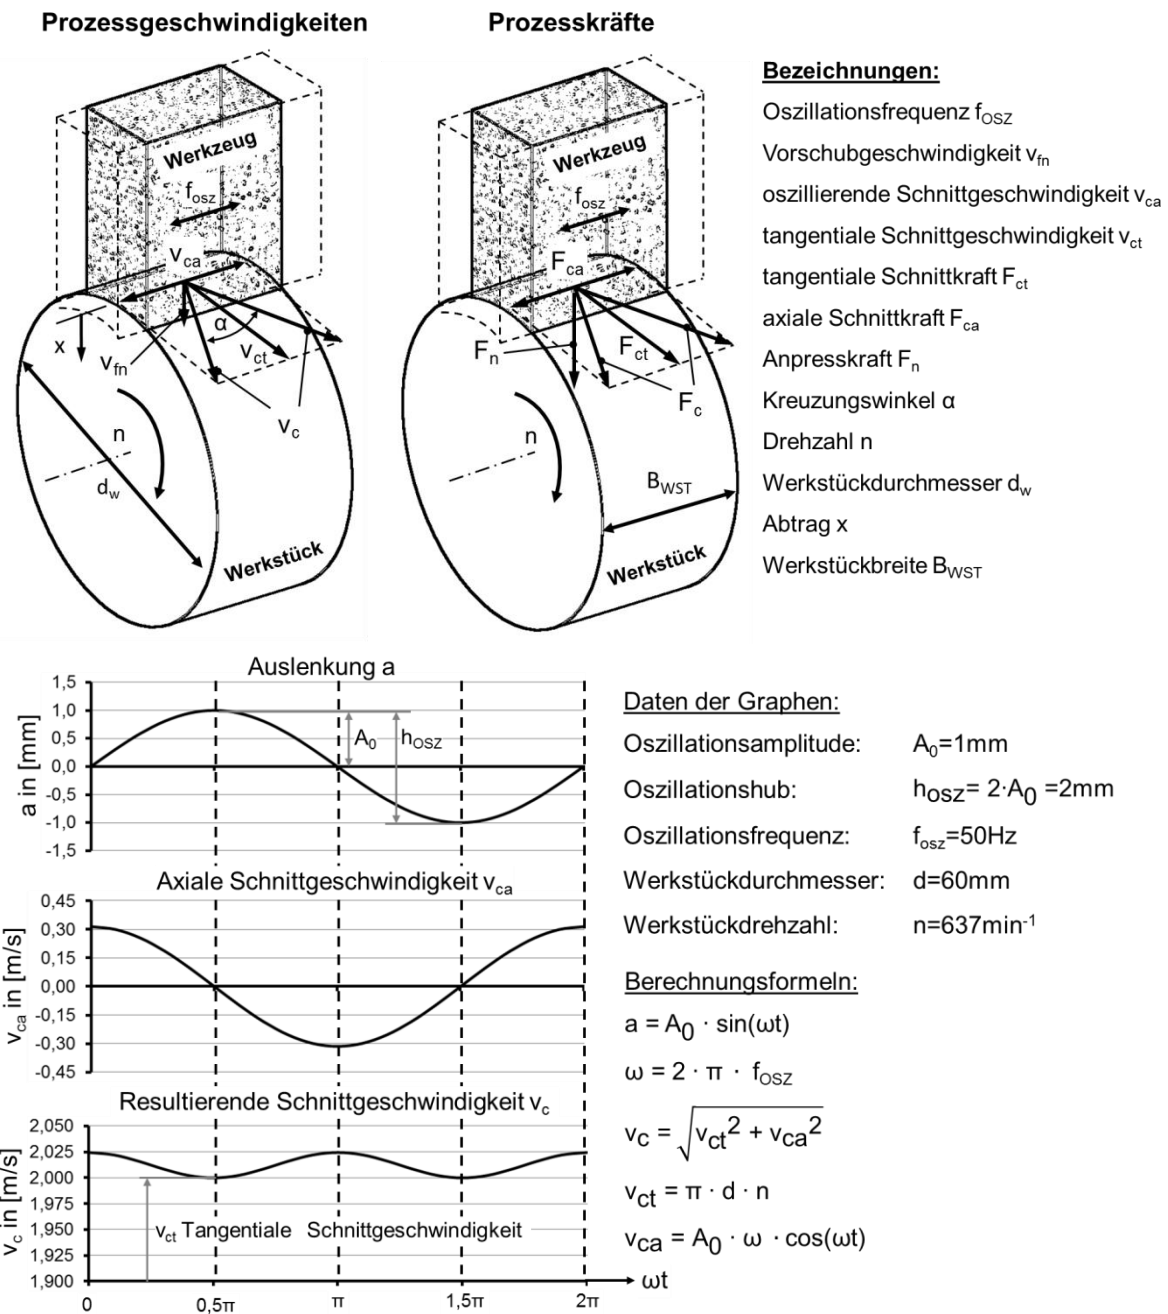 Prozessgeschwindigkeiten
Prozesskräfte
Werkzeug
f_osz
v_ca
α
x
v_fn
v_ct
v_c
n
d_w
Werkstück
Werkzeug
f_osz
F_ca
F_n
F_ct
F_c
n
B_WST
Werkstück
Bezeichnungen:
Oszillationsfrequenz f_OSZ
Vorschubgeschwindigkeit v_fn
oszillierende Schnittgeschwindigkeit v_ca
tangentiale Schnittgeschwindigkeit v_ct
tangentiale Schnittkraft F_ct
axiale Schnittkraft F_ca
Anpresskraft F_n
Kreuzungswinkel α
Drehzahl n
Werkstückdurchmesser d_w
Abtrag x
Werkstückbreite B_WST
Auslenkung a
a in [mm]
1,5
1,0
0,5
0,0
-0,5
-1,0
-1,5
A_0
h_OSZ
Axiale Schnittgeschwindigkeit v_ca
v_ca in [m/s]
0,45
0,30
0,15
0,00
-0,15
-0,30
-0,45
Resultierende Schnittgeschwindigkeit v_c
v_c in [m/s]
2,050
2,025
2,000
1,975
1,950
1,925
1,900
v_ct Tangentiale Schnittgeschwindigkeit
0
0,5π
π
1,5π
2π
ωt
Daten der Graphen:
Oszillationsamplitude: A_0=1mm
Oszillationshub: h_osz= 2·A_0 =2mm
Oszillationsfrequenz: f_osz=50Hz
Werkstückdurchmesser: d=60mm
Werkstückdrehzahl: n=637min⁻¹
Berechnungsformeln:
a = A_0 · sin(ωt)
ω = 2 · π · f_OSZ
v_c = √(v_ct² + v_ca²)
v_ct = π · d · n
v_ca = A_0 · ω · cos(ωt)